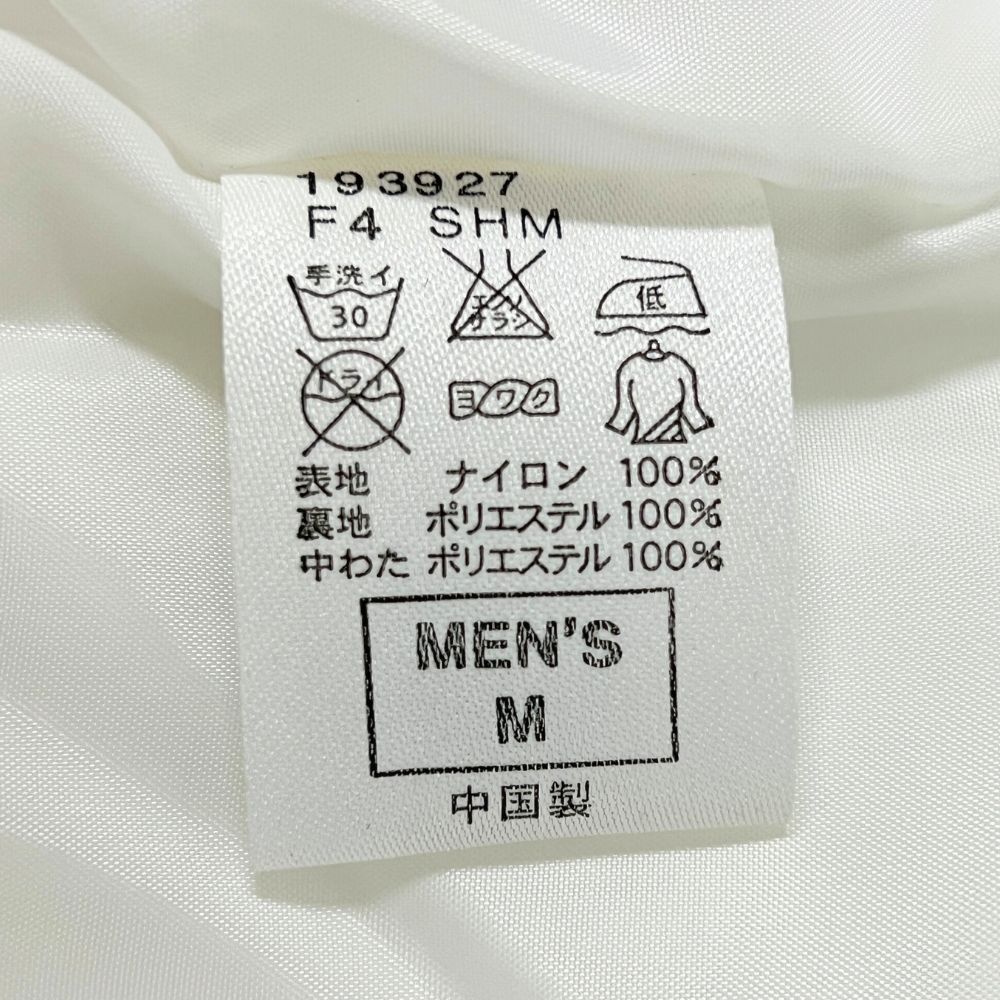 193927
F4 SHM
手洗イ
30
エンソ
サラシ
低
ドライ
ヨワク
表地 ナイロン 100%
裏地 ポリエステル 100%
中わた ポリエステル 100%
MEN'S
M
中国製